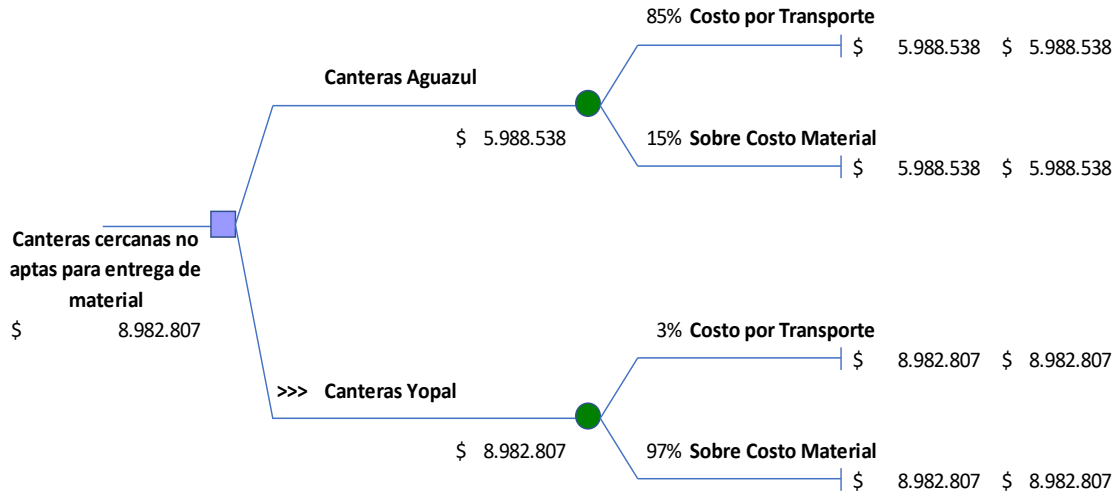 85% Costo por Transporte
$ 5.988.538 $ 5.988.538
Canteras Aguazul
$ 5.988.538
15% Sobre Costo Material
$ 5.988.538 $ 5.988.538
Canteras cercanas no
aptas para entrega de
material
$ 8.982.807
3% Costo por Transporte
$ 8.982.807 $ 8.982.807
>>> Canteras Yopal
$ 8.982.807
97% Sobre Costo Material
$ 8.982.807 $ 8.982.807